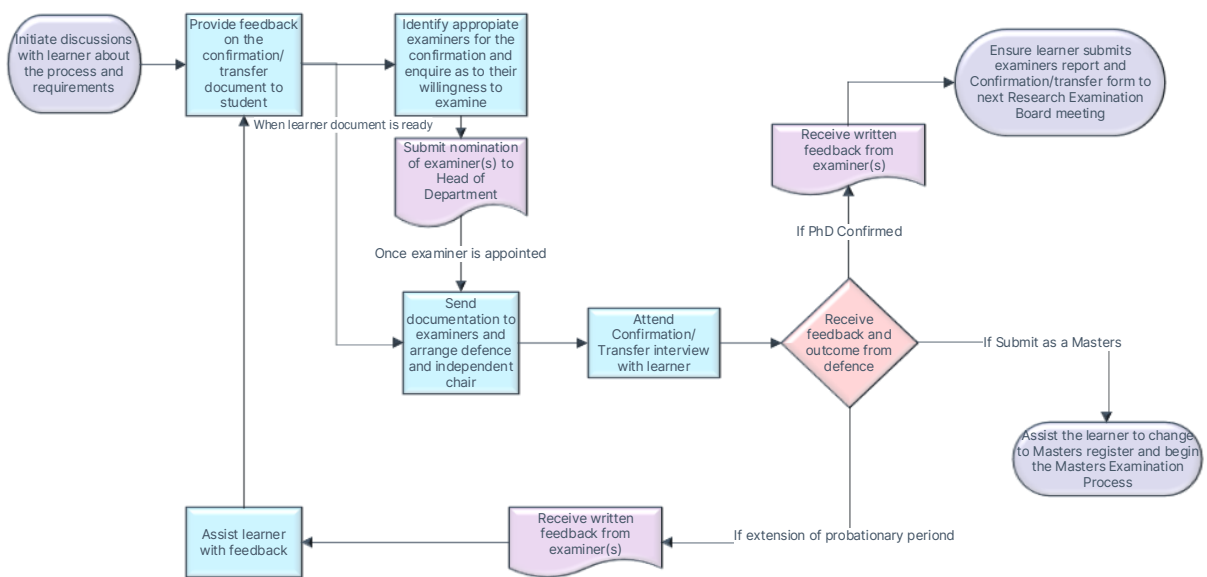 Initiate discussions
with learner about
the process and
requirements
Provide feedback
on the
confirmation/
transfer
document to
student
Identify appropiate
examiners for the
confirmation and
enquire as to their
willingness to
examine
When learner document is ready
Submit nomination
of examiner(s) to
Head of
Department
Once examiner is appointed
Send
documentation to
examiners and
arrange defence
and independent
chair
Attend
Confirmation/
Transfer interview
with learner
Receive
feedback and
outcome from
defence
If PhD Confirmed
Receive written
feedback from
examiner(s)
Ensure learner submits
examiners report and
Confirmation/transfer form to
next Research Examination
Board meeting
If Submit as a Masters
Assist the learner to change
to Masters register and begin
the Masters Examination
Process
If extension of probationary periond
Receive written
feedback from
examiner(s)
Assist learner
with feedback